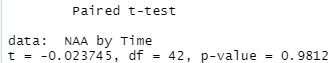 Paired t-test
data:  NAA by Time
t = -0.023745, df = 42, p-value = 0.9812